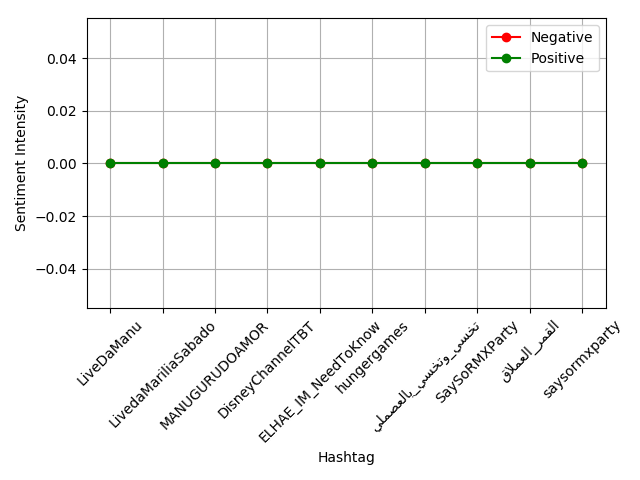 Negative
Positive
0.04
0.02
0.00
−0.02
−0.04
Sentiment Intensity
LiveDaManu
LivedaMariliaSabado
MANUGURUDOAMOR
DisneyChannelTBT
ELHAE_IM_NeedToKnow
hungergames
تخسي_وتخسي_بالعصملي
SaySoRMXParty
القمر_العملاق
saysormxparty
Hashtag